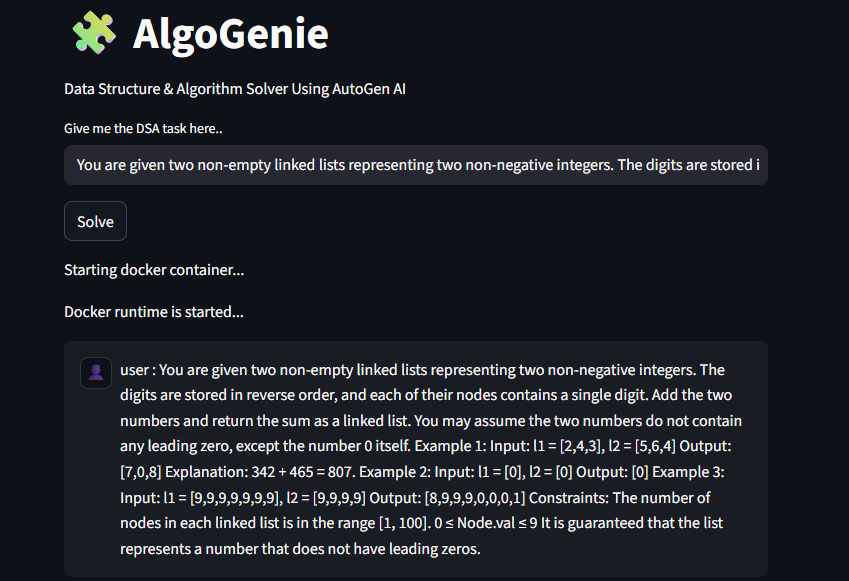 AlgoGenie
Data Structure & Algorithm Solver Using AutoGen AI
Give me the DSA task here..
You are given two non-empty linked lists representing two non-negative integers. The digits are stored i
Solve
Starting docker container...
Docker runtime is started...
user : You are given two non-empty linked lists representing two non-negative integers. The
digits are stored in reverse order, and each of their nodes contains a single digit. Add the two
numbers and return the sum as a linked list. You may assume the two numbers do not contain
any leading zero, except the number 0 itself. Example 1: Input: l1 = [2,4,3], l2 = [5,6,4] Output:
[7,0,8] Explanation: 342 + 465 = 807. Example 2: Input: l1 = [0], l2 = [0] Output: [0] Example 3:
Input: l1 = [9,9,9,9,9,9,9], l2 = [9,9,9,9] Output: [8,9,9,9,0,0,0,1] Constraints: The number of
nodes in each linked list is in the range [1, 100]. 0 ≤ Node.val ≤ 9 It is guaranteed that the list
represents a number that does not have leading zeros.